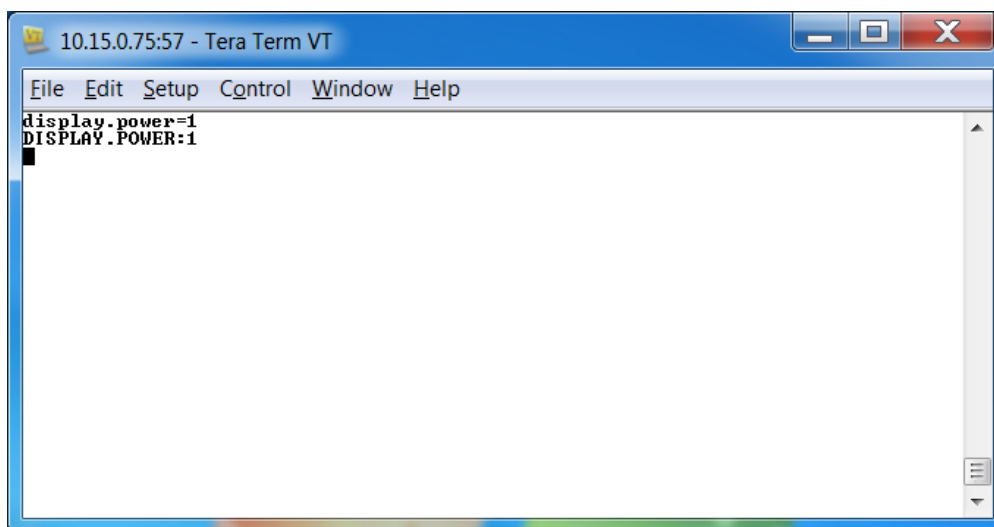 10.15.0.75:57 - Tera Term VT
File Edit Setup Control Window Help
display.power=1
DISPLAY.POWER:1